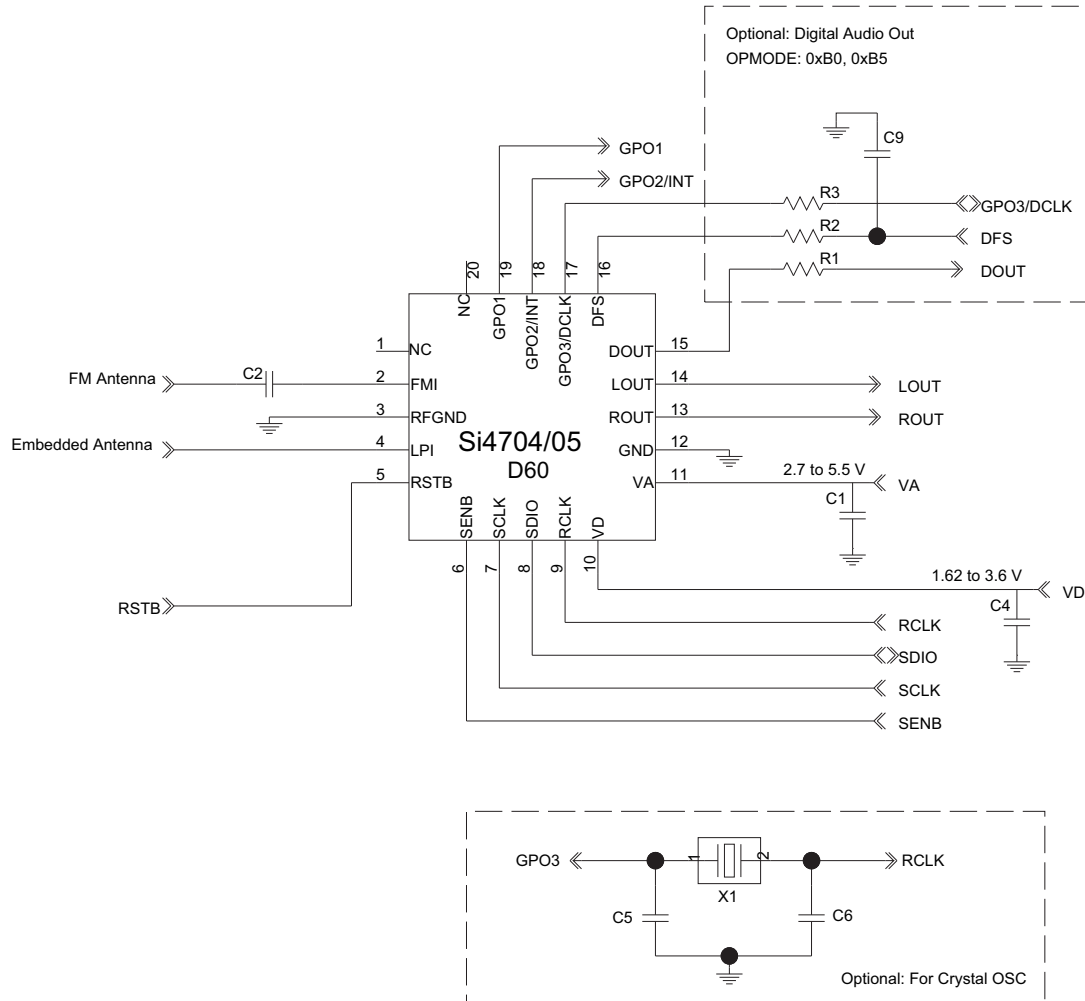 Optional: Digital Audio Out
OPMODE: 0xB0, 0xB5
C9
GPO1
GPO2/INT
R3
GPO3/DCLK
R2
DFS
R1
DOUT
20
19
18
17
16
NC
GPO1
GPO2/INT
GPO3/DCLK
DFS
1
NC
DOUT
15
FM Antenna
C2
2
FMI
LOUT
14
LOUT
3
RFGND
ROUT
13
ROUT
Embedded Antenna
4
LPI
Si4704/05
D60
GND
12
5
RSTB
VA
11
2.7 to 5.5 V
VA
C1
SENB
SCLK
SDIO
RCLK
VD
6
7
8
9
10
1.62 to 3.6 V
VD
C4
RSTB
RCLK
SDIO
SCLK
SENB
GPO3
1
2
RCLK
X1
C5
C6
Optional: For Crystal OSC